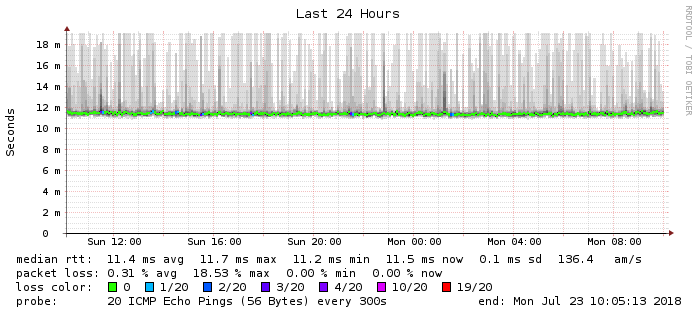 Last 24 Hours
RRDTOOL / TOBI OETIKER
Seconds
18 m
16 m
14 m
12 m
10 m
8 m
6 m
4 m
2 m
0
Sun 12:00 Sun 16:00 Sun 20:00 Mon 00:00 Mon 04:00 Mon 08:00
median rtt: 11.4 ms avg 11.7 ms max 11.2 ms min 11.5 ms now 0.1 ms sd 136.4 am/s
packet loss: 0.31 % avg 18.53 % max 0.00 % min 0.00 % now
loss color: 0 1/20 2/20 3/20 4/20 10/20 19/20
probe: 20 ICMP Echo Pings (56 Bytes) every 300s end: Mon Jul 23 10:05:13 2018